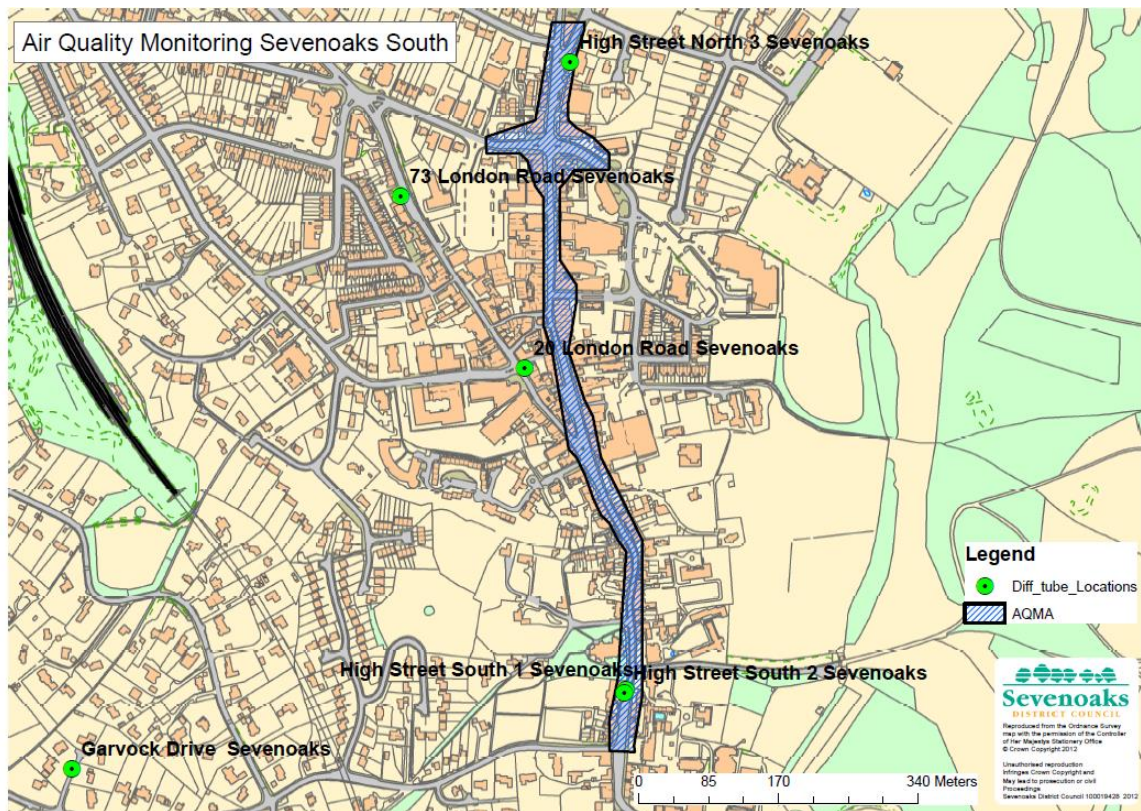 Air Quality Monitoring Sevenoaks South
High Street North 3 Sevenoaks
73 London Road Sevenoaks
20 London Road Sevenoaks
High Street South 1 Sevenoaks
High Street South 2 Sevenoaks
Garvock Drive  Sevenoaks
Legend
Diff_tube_Locations
AQMA
0 85 170 340 Meters
Sevenoaks
DISTRICT COUNCIL
Reproduced from the Ordnance Survey
map with the permission of the Controller
of Her Majestys Stationery Office
© Crown Copyright 2012
Unauthorised reproduction
Infringes Crown Copyright and
May lead to prosecution or civil
Proceedings
Sevenoaks District Council 100019428 2012